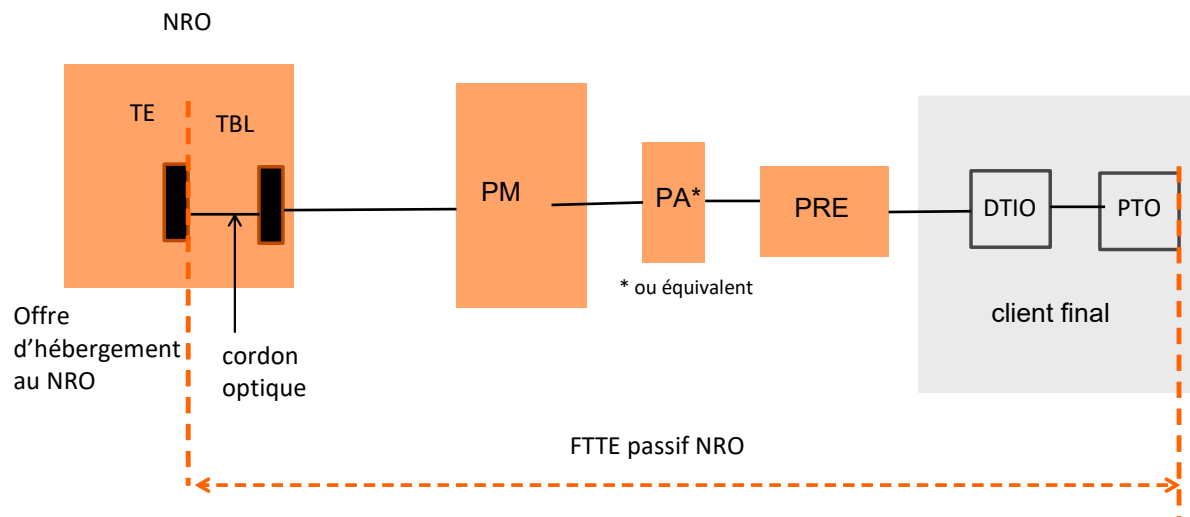 NRO
TE
TBL
PM
PA*
PRE
DTIO
PTO
* ou équivalent
client final
Offre
d’hébergement
au NRO
cordon
optique
FTTE passif NRO